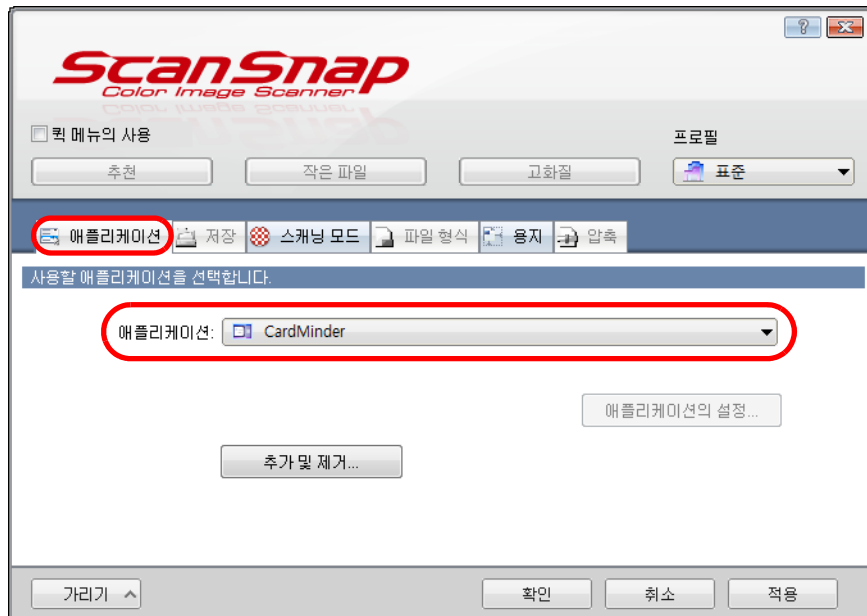 ScanSnap
Color Image Scanner
퀵 메뉴의 사용
프로필
추천
작은 파일
고화질
표준
애플리케이션
저장
스캐닝 모드
파일 형식
용지
압축
사용할 애플리케이션을 선택합니다.
애플리케이션:
CardMinder
애플리케이션의 설정...
추가 및 제거...
가리기
확인
취소
적용